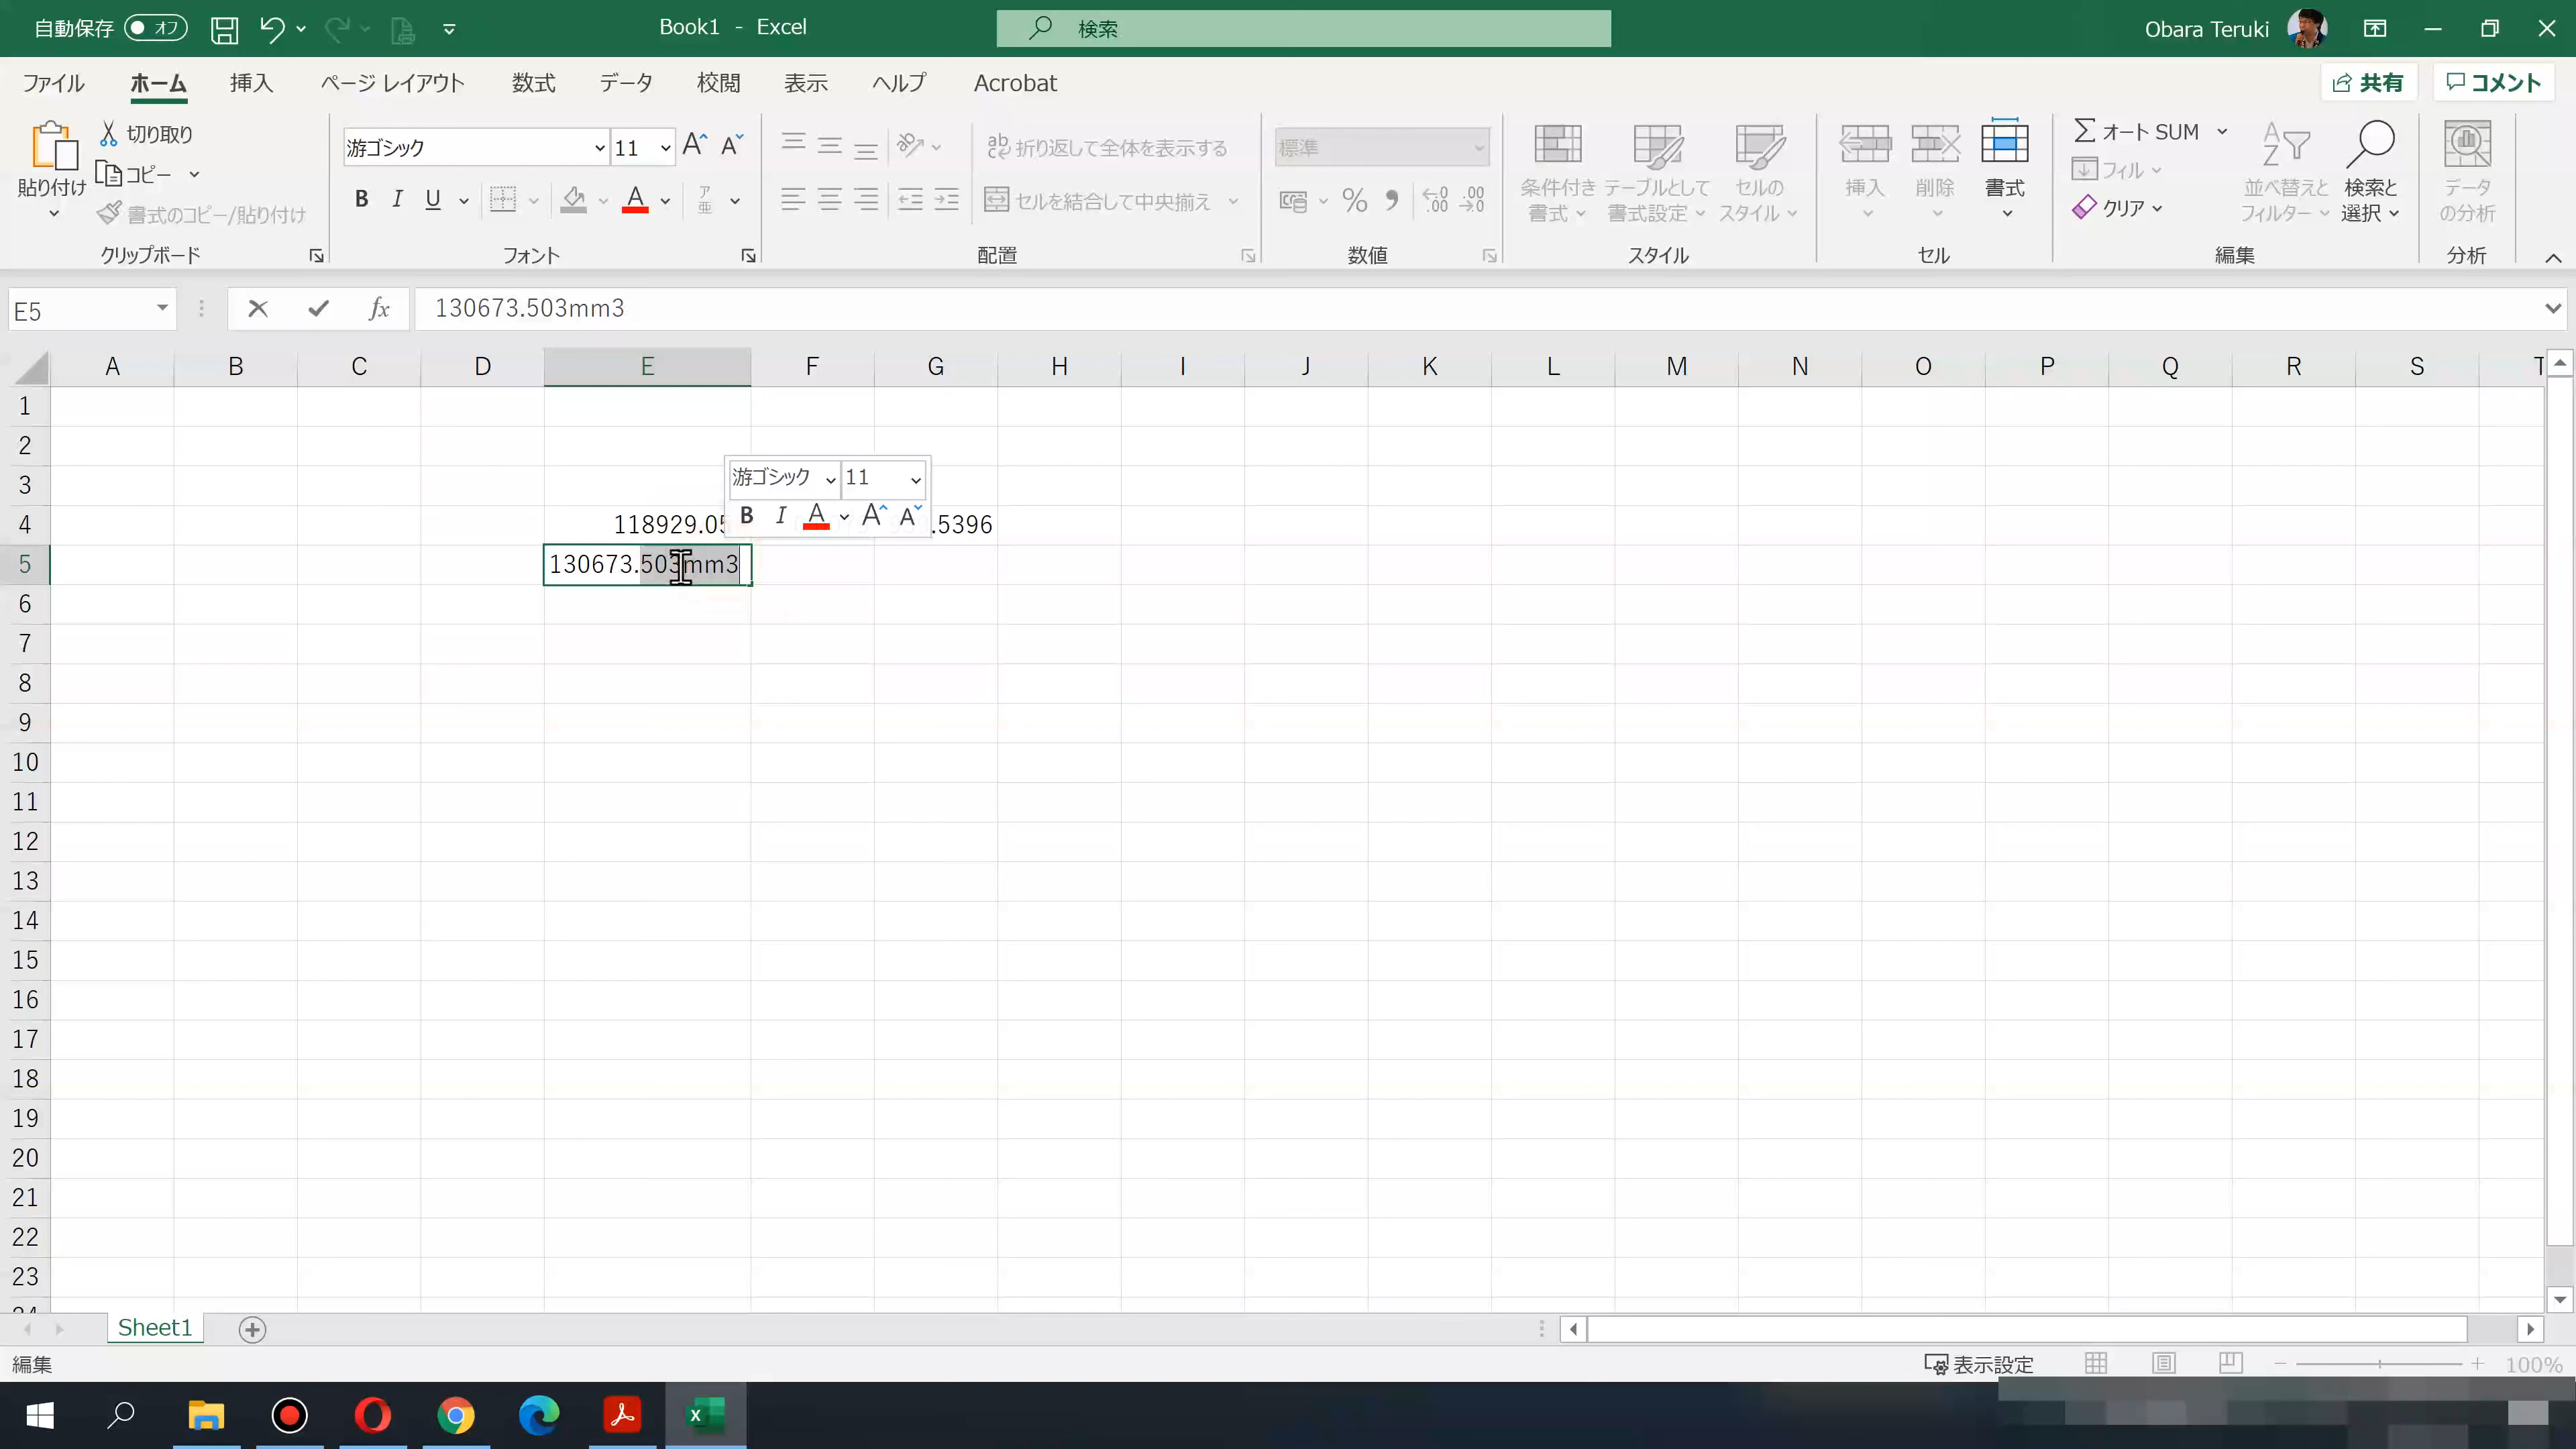 自動保存 オフ Book1 - Excel 検索 Obara Teruki
ファイル ホーム 挿入 ページ レイアウト 数式 データ 校閲 表示 ヘルプ Acrobat 共有 コメント
貼り付け 切り取り コピー 書式のコピー/貼り付け クリップボード
游ゴシック 11 A A B I U A ア亜 フォント
ab 折り返して全体を表示する セルを結合して中央揃え 配置
標準 % .00 .00 数値
条件付き書式 テーブルとして書式設定 セルのスタイル スタイル
挿入 削除 書式 セル
Σ オート SUM フィル クリア 並べ替えとフィルター 検索と選択 編集
データの分析 分析
E5 fx 130673.503mm3
A B C D E F G H I J K L M N O P Q R S T
1
2
3
游ゴシック 11
B I A A A
4 118929.05 .5396
5 130673.503mm3
6
7
8
9
10
11
12
13
14
15
16
17
18
19
20
21
22
23
24
Sheet1
編集 表示設定 100%